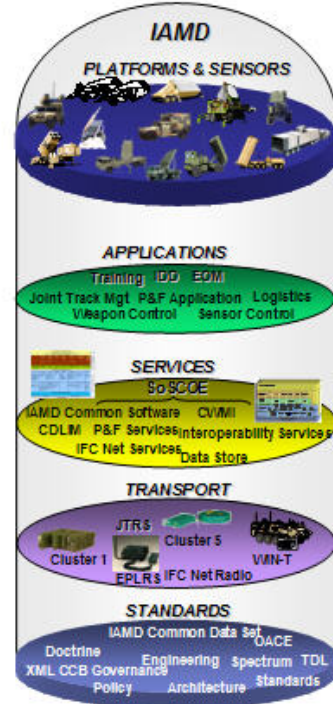 IAMD
PLATFORMS & SENSORS
APPLICATIONS
Training IDD EOM
Joint Track Mgt P&F Application Logistics
Weapon Control Sensor Control
SERVICES
SoSCOE
IAMD Common Software CWMI
CDLIM P&F Services Interoperability Services
IFC Net Services Data Store
TRANSPORT
JTRS Cluster 5
Cluster 1 WIN-T
EPLRS IFC Net Radio
STANDARDS
IAMD Common Data Set OACE
Doctrine Engineering Spectrum TDL
XML CCB Governance Standards
Policy Architecture